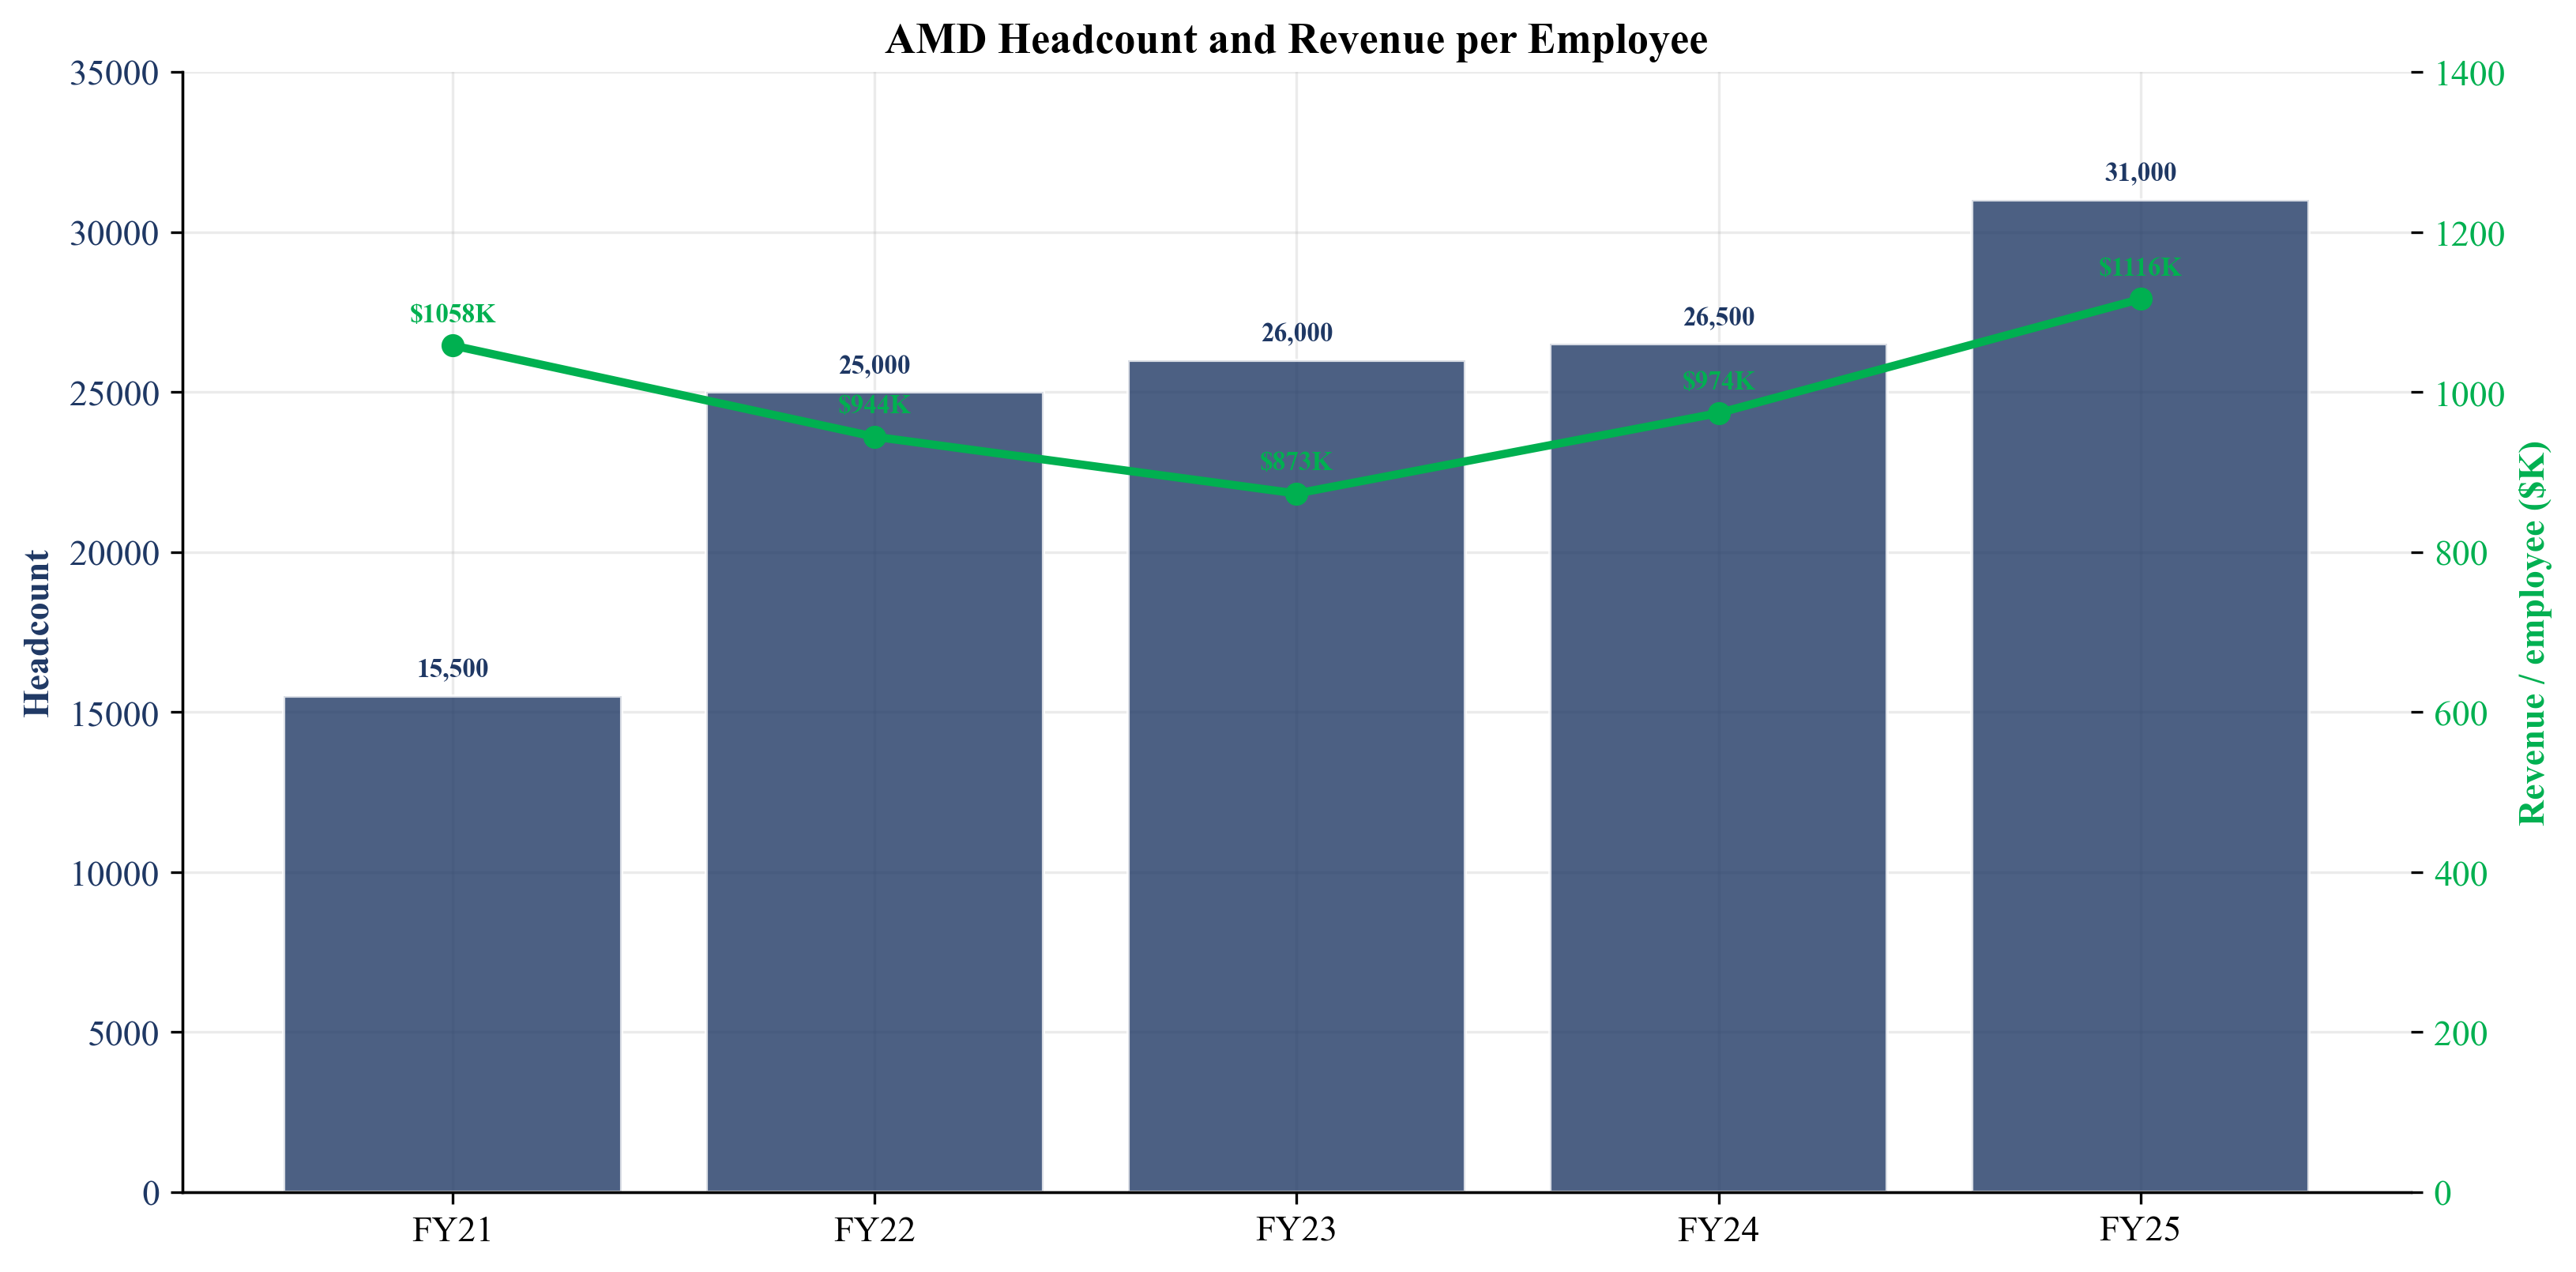 AMD Headcount and Revenue per Employee
35000
30000
25000
20000
15000
10000
5000
0
Headcount
1400
1200
1000
800
600
400
200
0
Revenue / employee ($K)
15,500
25,000
26,000
26,500
31,000
$1058K
$944K
$873K
$974K
$1116K
FY21
FY22
FY23
FY24
FY25